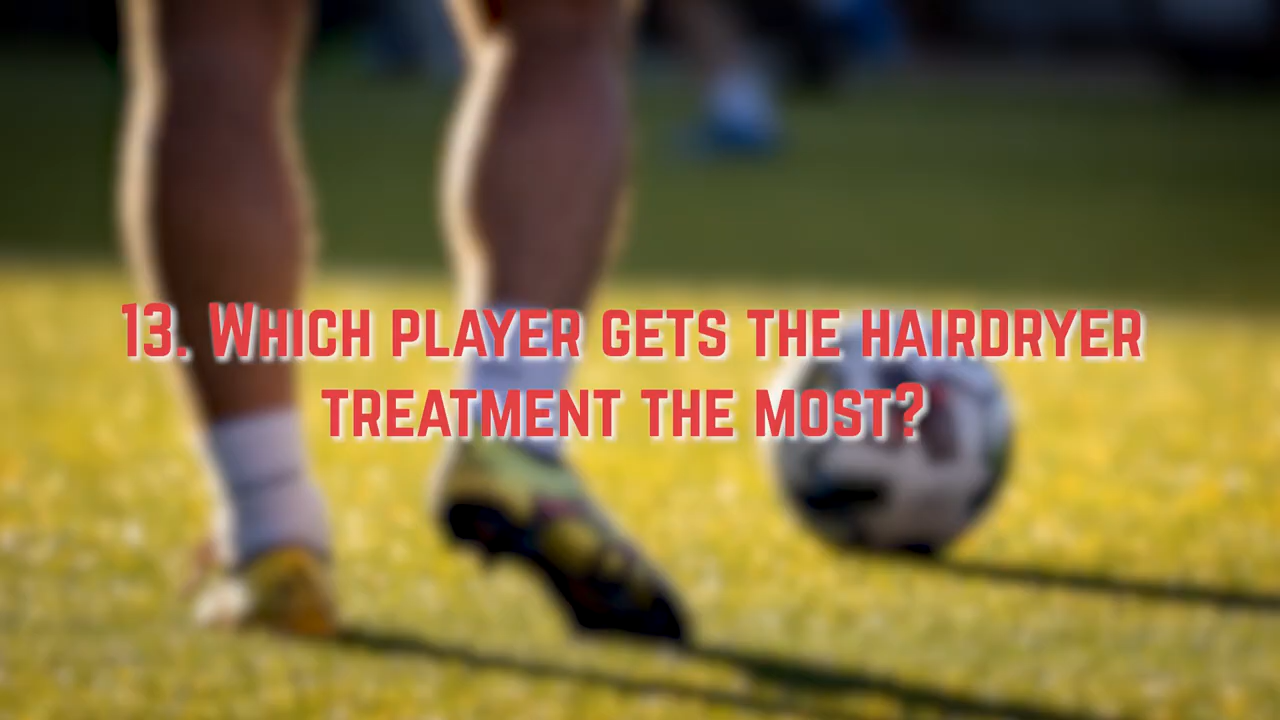 13. Which player gets the hairdryer
treatment the most?